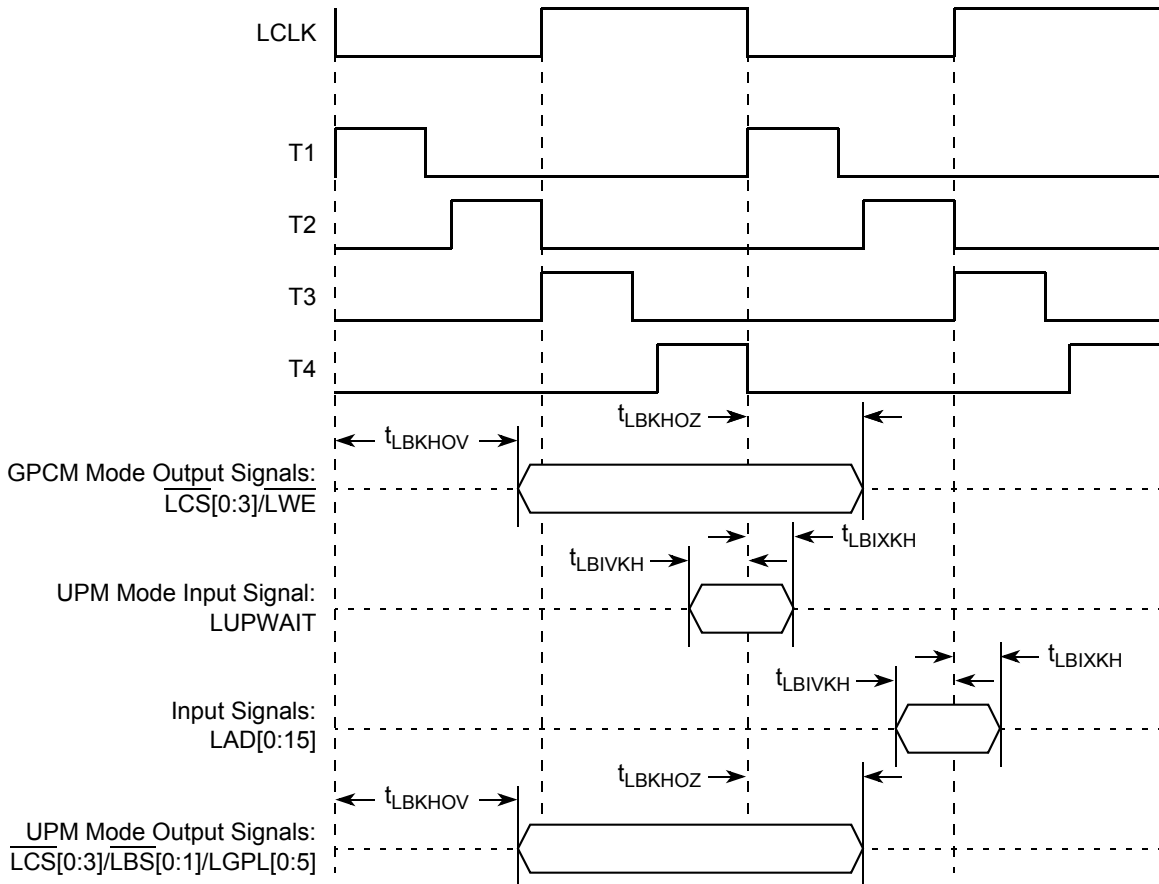 LCLK
T1
T2
T3
T4
tLBKHOZ
tLBKHOV
GPCM Mode Output Signals:
LCS[0:3]/LWE
tLBIXKH
tLBIVKH
UPM Mode Input Signal:
LUPWAIT
tLBIXKH
tLBIVKH
Input Signals:
LAD[0:15]
tLBKHOZ
tLBKHOV
UPM Mode Output Signals:
LCS[0:3]/LBS[0:1]/LGPL[0:5]